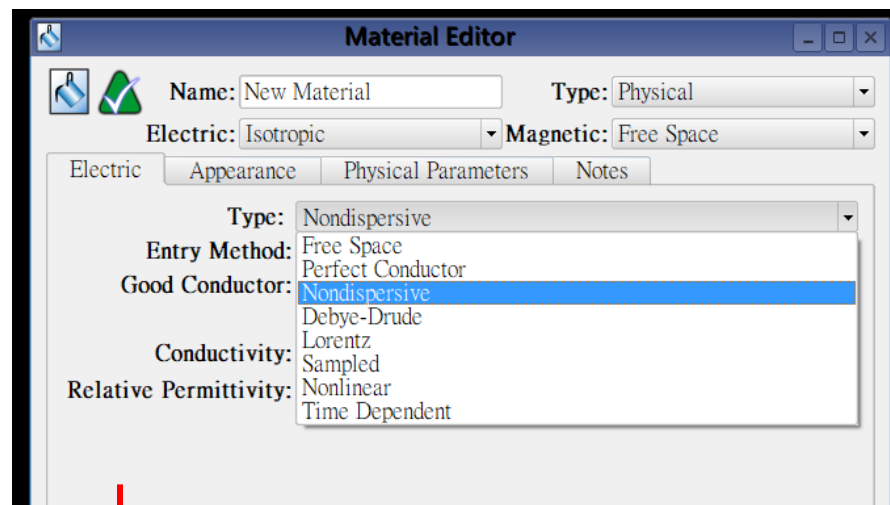 Material Editor
Name: New Material Type: Physical
Electric: Isotropic Magnetic: Free Space
Electric Appearance Physical Parameters Notes
Type: Nondispersive
Entry Method: Free Space
Perfect Conductor
Good Conductor: Nondispersive
Debye-Drude
Lorentz
Conductivity: Sampled
Relative Permittivity: Nonlinear
Time Dependent